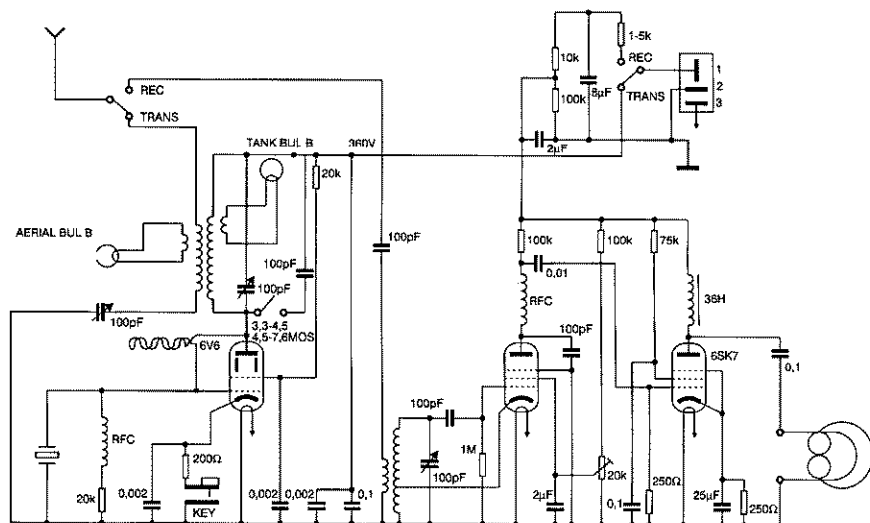 REC
TRANS
AERIAL BUL B
100pF
TANK BUL B
360V
20k
100pF
100pF
3,3-4,5
4,5-7,6MOS
6V6
RFC
20k
0,002
200Ω
KEY
0,002
0,002
0,1
100pF
100pF
1M
100pF
10k
100k
8µF
1-5k
REC
TRANS
1
2
3
2µF
100k
RFC
0,01
100pF
100k
75k
36H
6SK7
0,1
2µF
20k
0,1
250Ω
25µF
250Ω